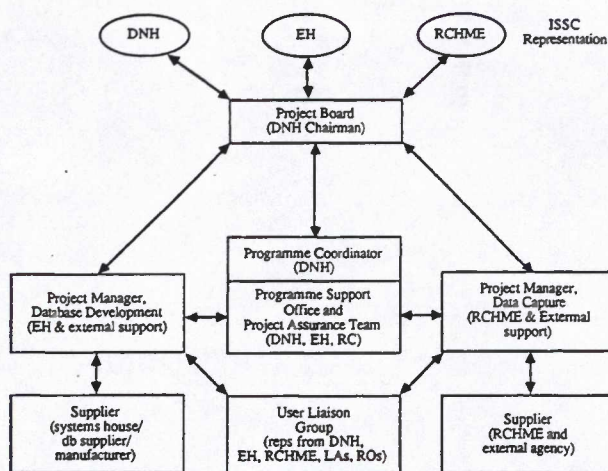 DNH
EH
RCHME
ISSC
Representation
Project Board
(DNH Chairman)
Programme Coordinator
(DNH)
Project Manager,
Database Development
(EH & external support)
Programme Support
Office and
Project Assurance Team
(DNH, EH, RC)
Project Manager,
Data Capture
(RCHME & External
support)
Supplier
(systems house/
db supplier/
manufacturer)
User Liaison
Group
(reps from DNH,
EH, RCHME, LAs, ROs)
Supplier
(RCHME and
external agency)